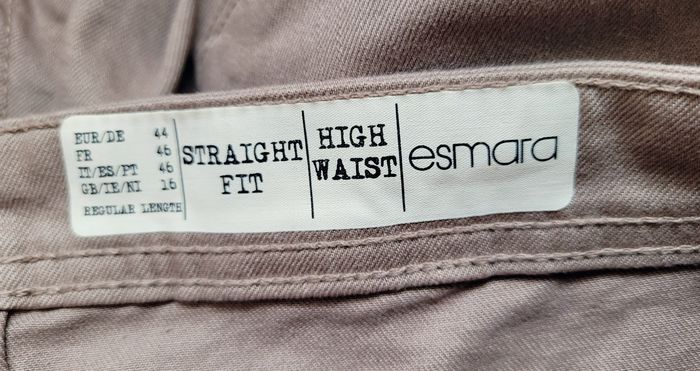 EUR/DE 44
FR 46
IT/ES/PT 46
GB/IE/NI 16
REGULAR LENGTH
STRAIGHT
FIT
HIGH
WAIST
esmara